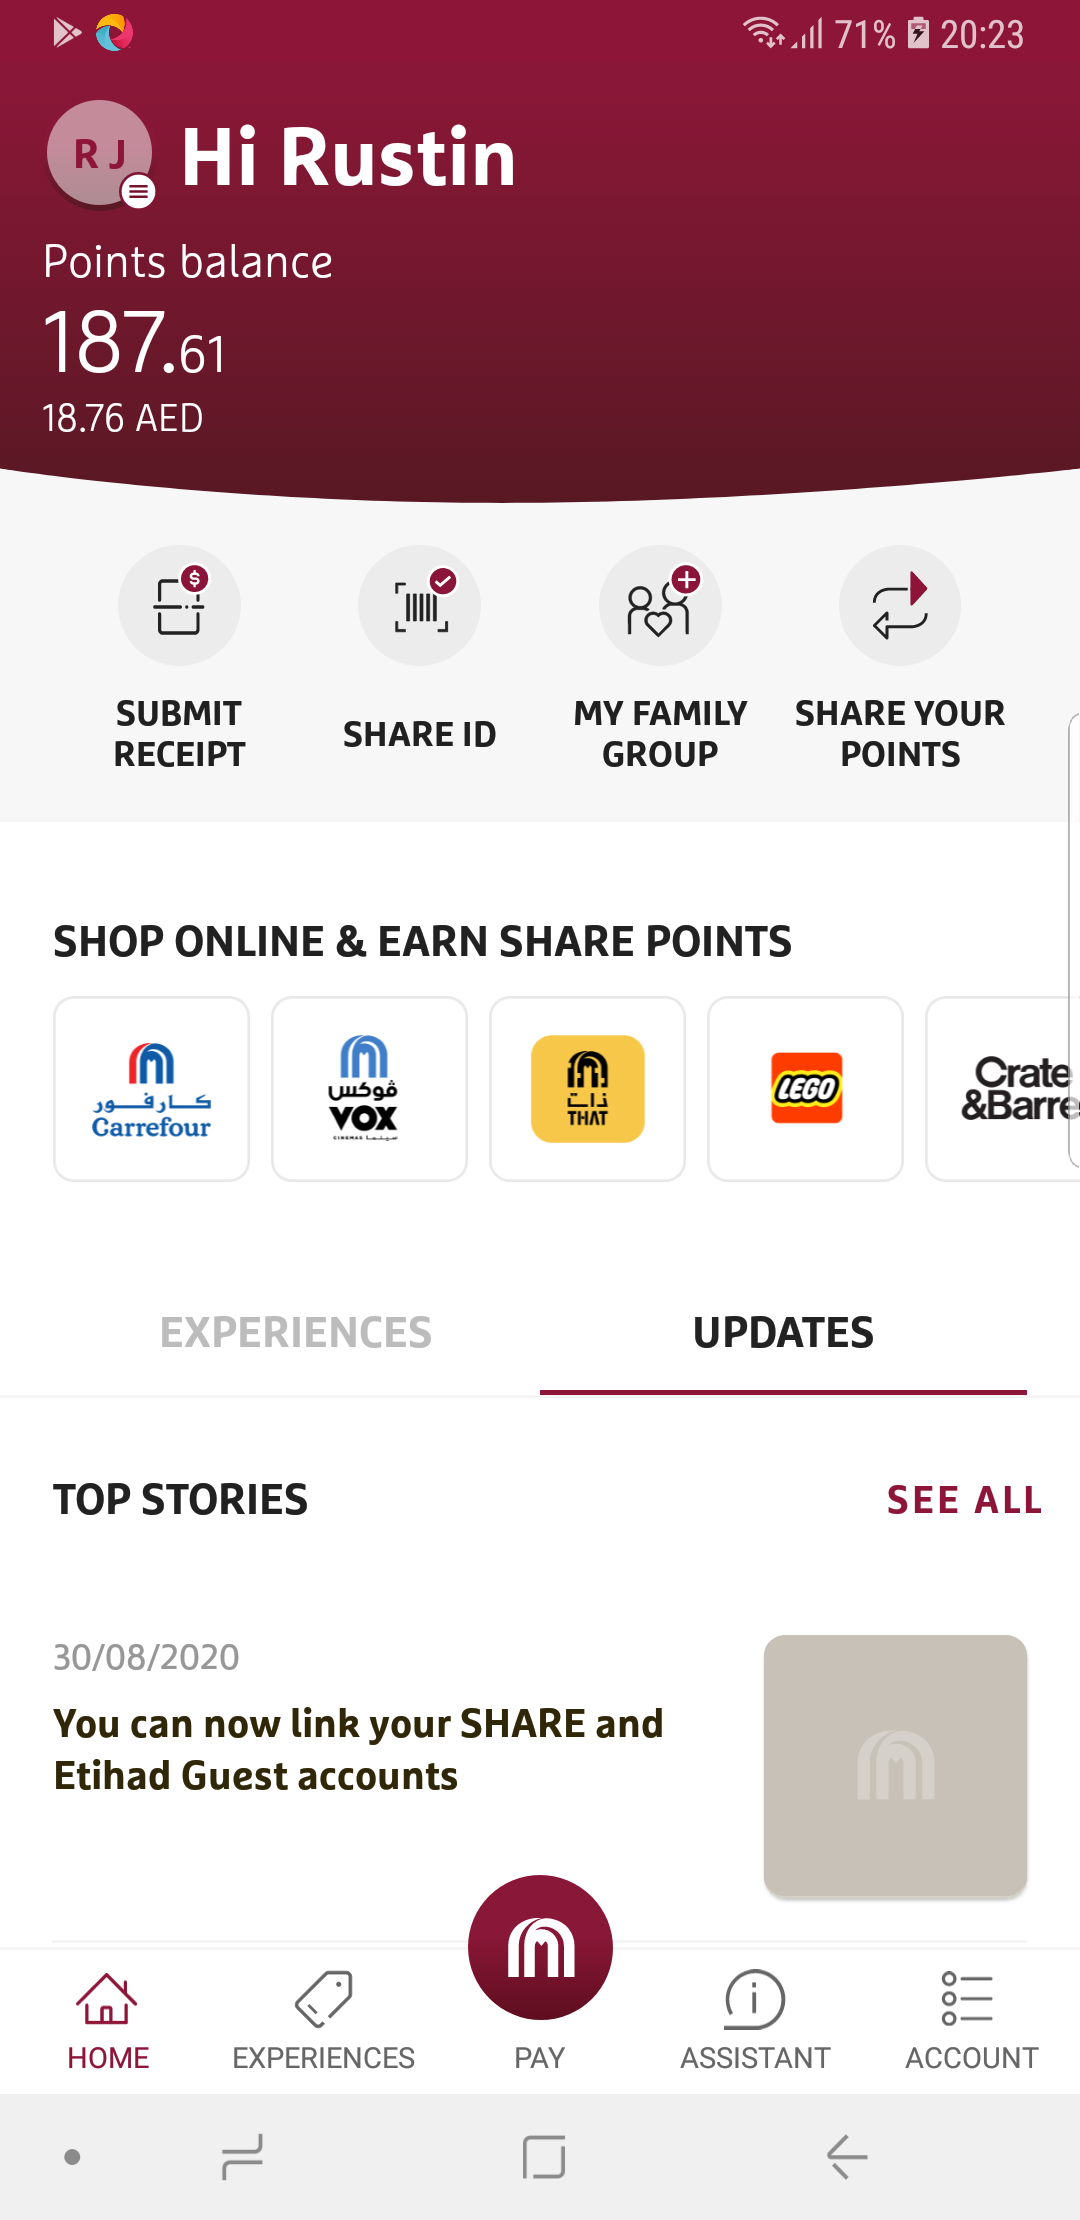 71% 20:23
R J
Hi Rustin
Points balance
187.61
18.76 AED
$
SUBMIT
RECEIPT
SHARE ID
MY FAMILY
GROUP
SHARE YOUR
POINTS
SHOP ONLINE & EARN SHARE POINTS
كارفور
Carrefour
ڤوكس
VOX
CINEMAS سينما
ذات
THAT
LEGO
Crate
&Barre
EXPERIENCES
UPDATES
TOP STORIES
SEE ALL
30/08/2020
You can now link your SHARE and
Etihad Guest accounts
HOME
EXPERIENCES
PAY
ASSISTANT
ACCOUNT